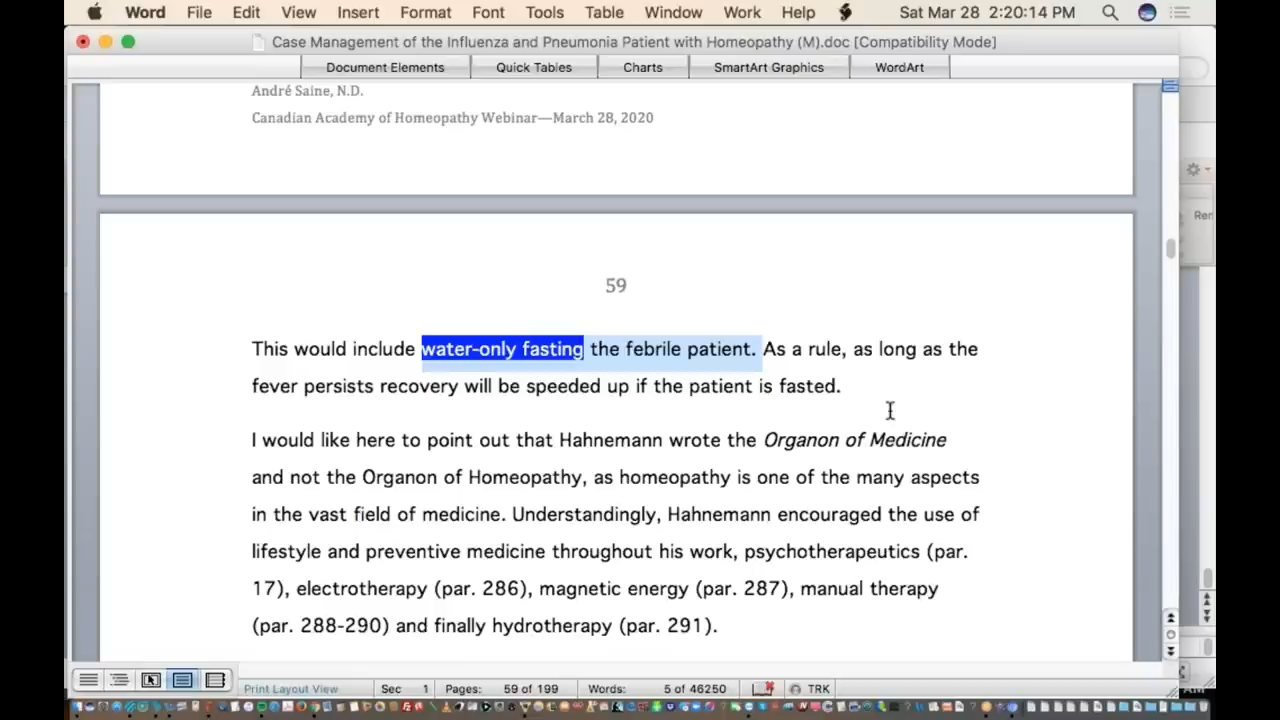 Word File Edit View Insert Format Font Tools Table Window Work Help Sat Mar 28 2:20:14 PM
Case Management of the Influenza and Pneumonia Patient with Homeopathy (M).doc [Compatibility Mode]
Document Elements Quick Tables Charts SmartArt Graphics WordArt
André Saine, N.D.
Canadian Academy of Homeopathy Webinar—March 28, 2020
59
This would include water-only fasting the febrile patient. As a rule, as long as the
fever persists recovery will be speeded up if the patient is fasted.
I would like here to point out that Hahnemann wrote the Organon of Medicine
and not the Organon of Homeopathy, as homeopathy is one of the many aspects
in the vast field of medicine. Understandingly, Hahnemann encouraged the use of
lifestyle and preventive medicine throughout his work, psychotherapeutics (par.
17), electrotherapy (par. 286), magnetic energy (par. 287), manual therapy
(par. 288-290) and finally hydrotherapy (par. 291).
Print Layout View Sec 1 Pages: 59 of 199 Words: 5 of 46250 TRK